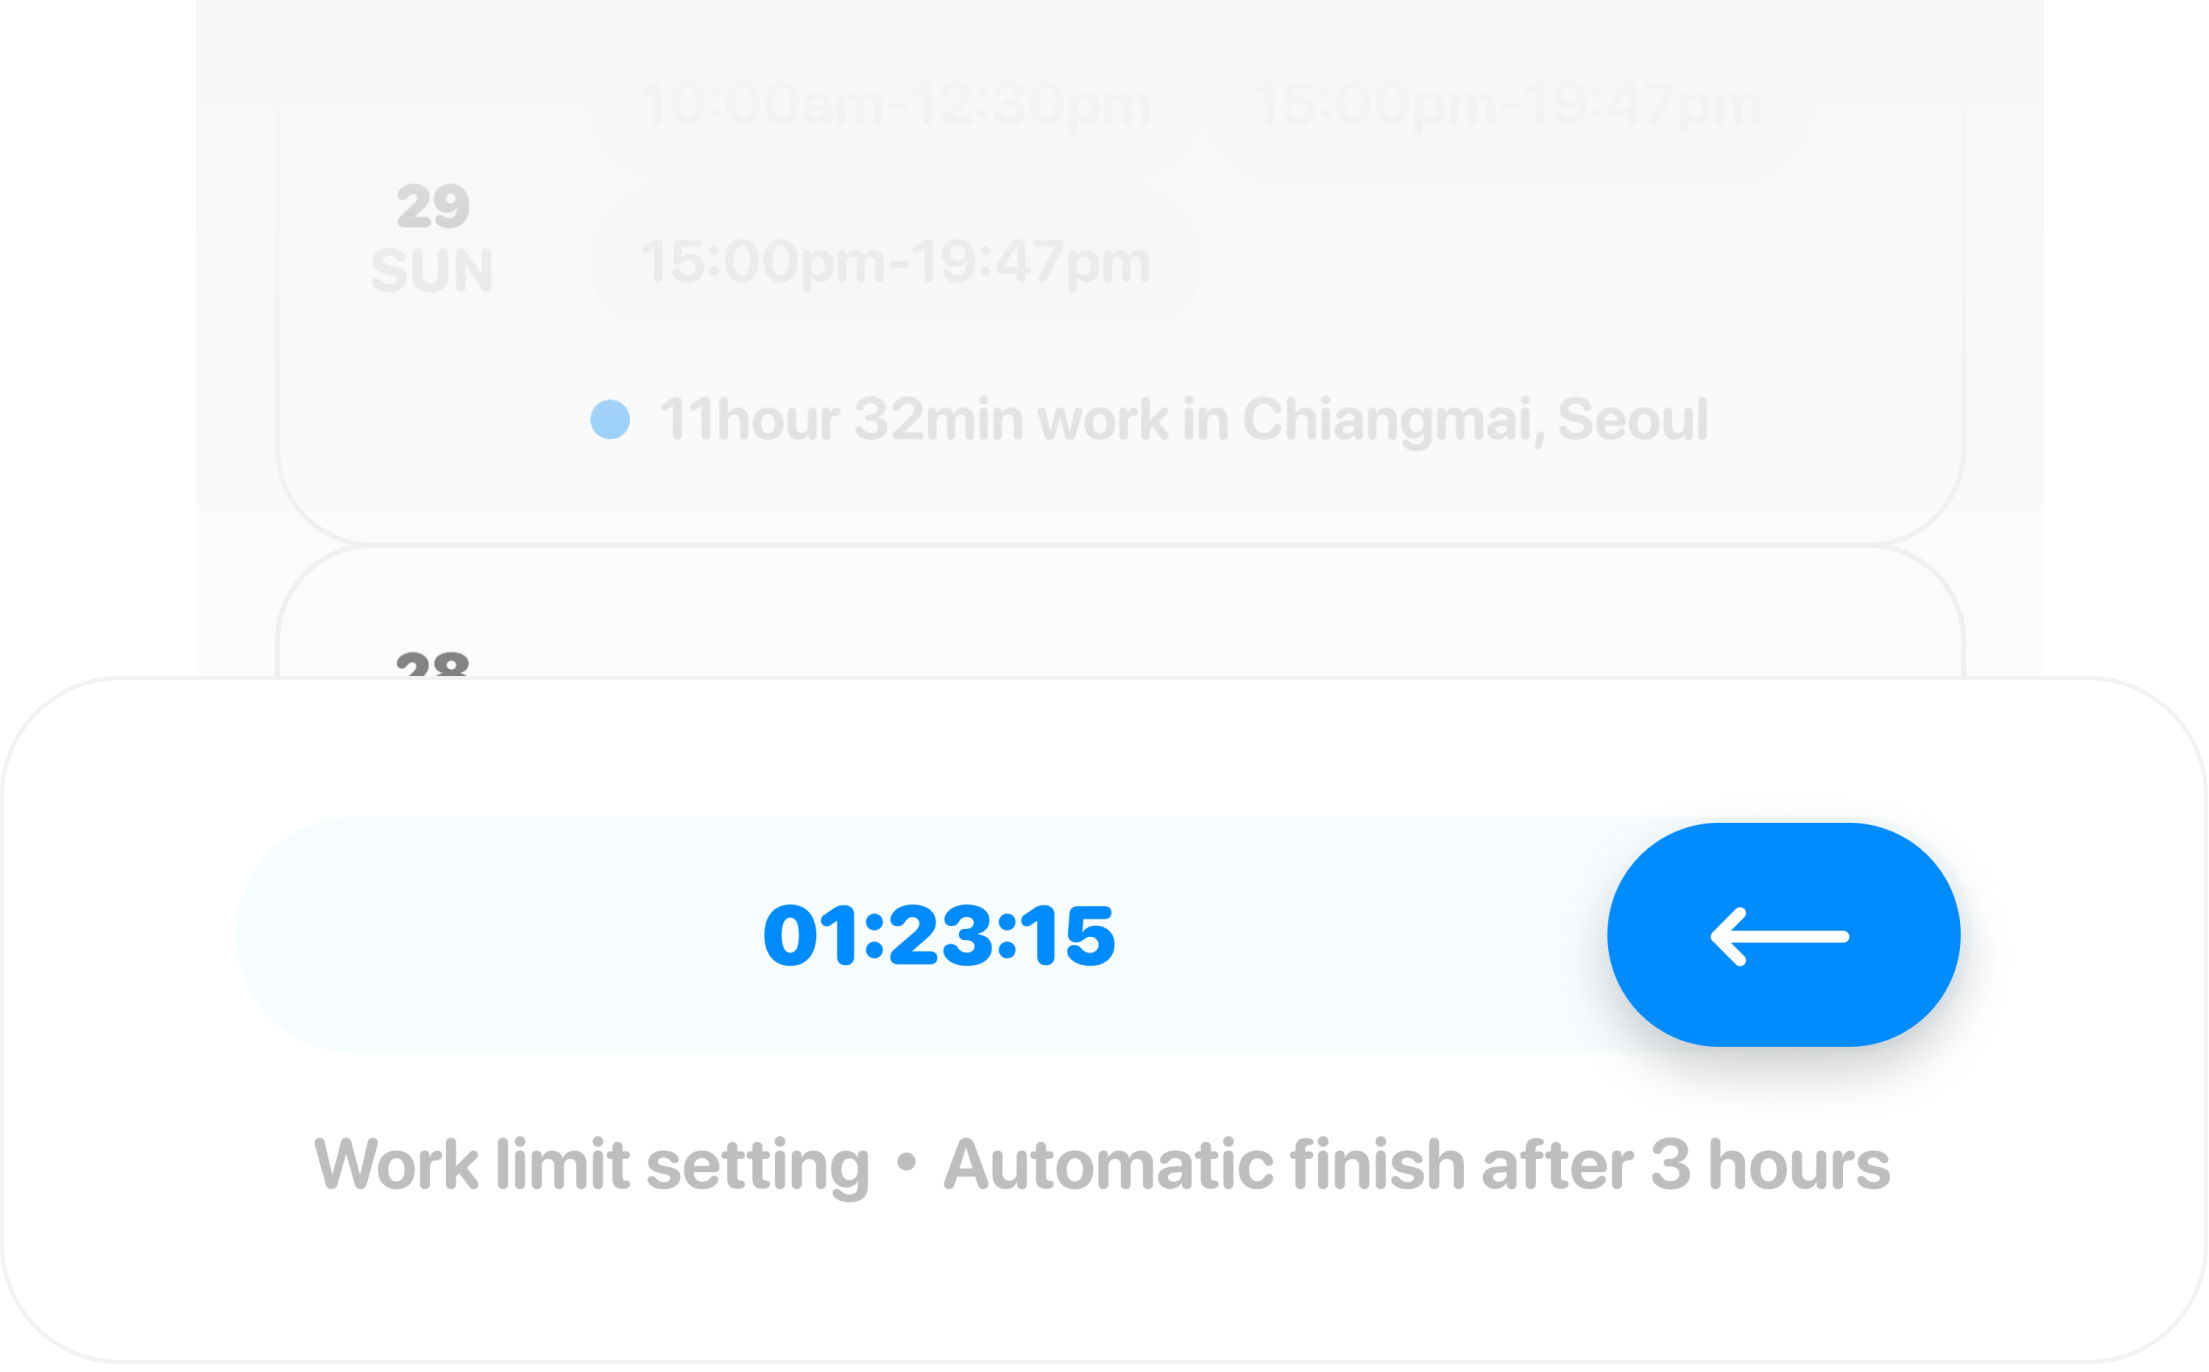 10:00am-12:30pm 15:00pm-19:47pm
29
SUN
15:00pm-19:47pm
11hour 32min work in Chiangmai, Seoul
28
01:23:15
Work limit setting • Automatic finish after 3 hours